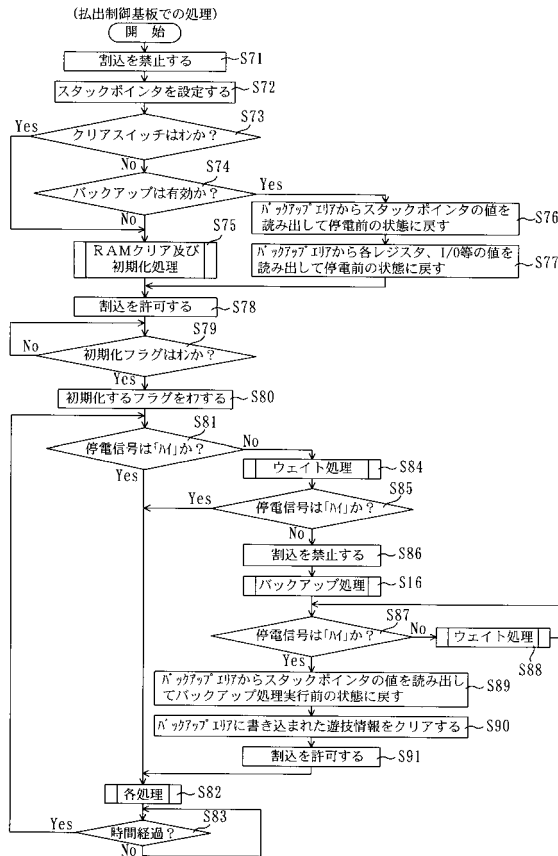 (払出制御基板での処理)
開 始
割込を禁止する
S71
スタックポインタを設定する
S72
クリアスイッチはｵﾝか？
S73
Yes
No
バックアップは有効か？
S74
Yes
No
ﾊﾞｯｸｱｯﾌﾟｴﾘｱからスタックポインタの値を
読み出して停電前の状態に戻す
S76
RAMクリア及び
初期化処理
S75
ﾊﾞｯｸｱｯﾌﾟｴﾘｱから各レジスタ、I/O等の値を
読み出して停電前の状態に戻す
S77
割込を許可する
S78
初期化フラグはｵﾝか？
S79
No
Yes
初期化するフラグをｵﾌする
S80
停電信号は｢ﾊｲ｣か？
S81
No
Yes
ウェイト処理
S84
停電信号は｢ﾊｲ｣か？
S85
Yes
No
割込を禁止する
S86
バックアップ処理
S16
停電信号は｢ﾊｲ｣か？
S87
No
Yes
ウェイト処理
S88
ﾊﾞｯｸｱｯﾌﾟｴﾘｱからスタックポインタの値を読み出し
てバックアップ処理実行前の状態に戻す
S89
ﾊﾞｯｸｱｯﾌﾟｴﾘｱに書き込まれた遊技情報をクリアする
S90
割込を許可する
S91
各処理
S82
時間経過？
S83
Yes
No